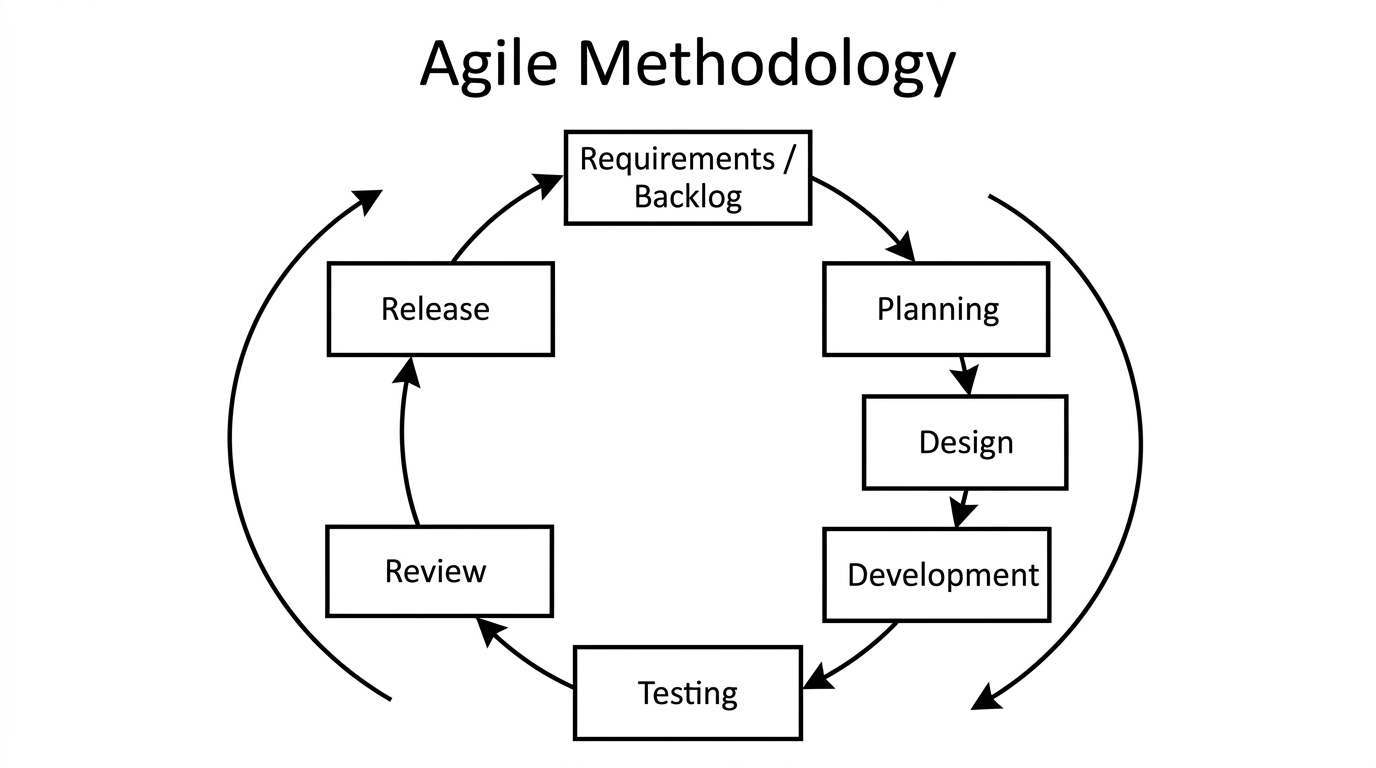 Agile Methodology
Requirements /
Backlog
Planning
Design
Development
Testing
Review
Release